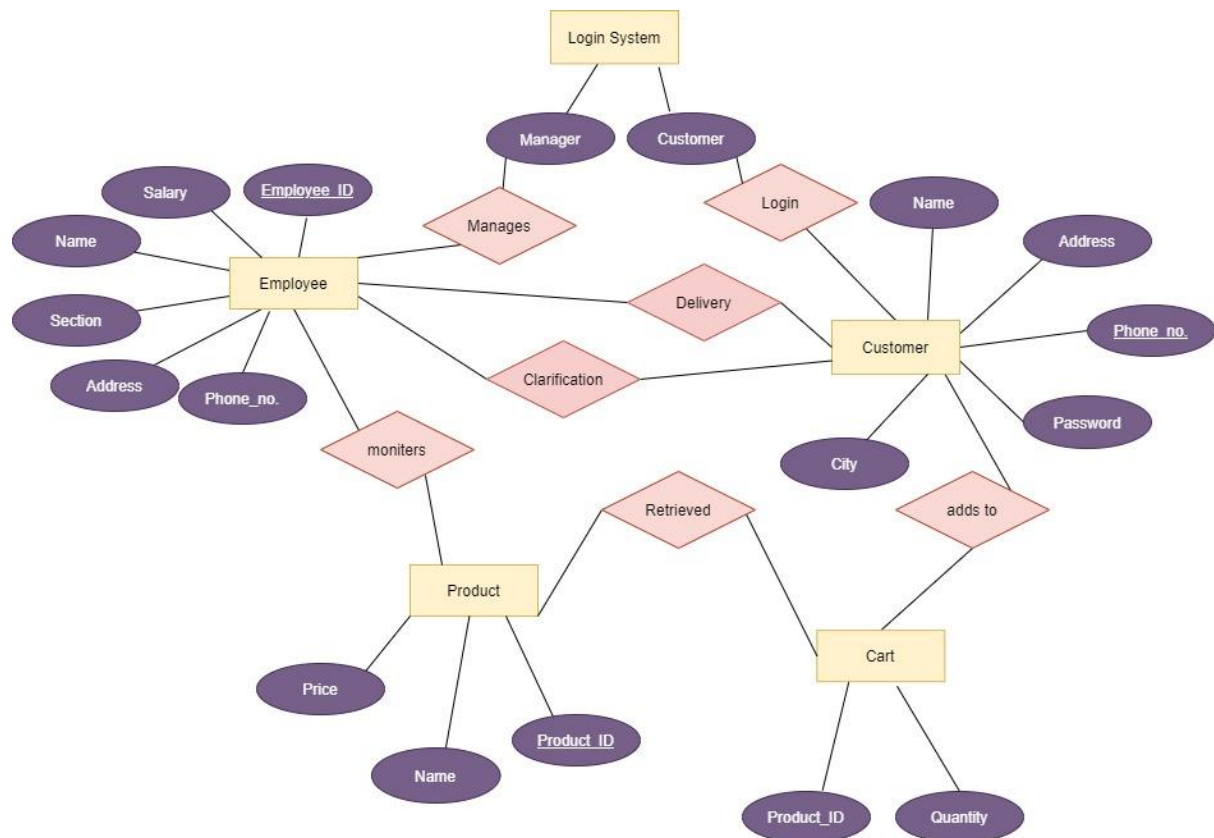 Login System
Manager
Customer
Salary
Employee_ID
Login
Name
Manages
Name
Address
Employee
Section
Delivery
Phone_no.
Customer
Address
Phone_no.
Clarification
Password
moniters
City
Retrieved
adds to
Product
Cart
Price
Product_ID
Name
Product_ID
Quantity